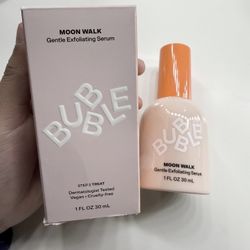 MOON WALK
Gentle Exfoliating Serum
BUBBLE
STEP 2 TREAT
Dermatologist Tested
Vegan • Cruelty-free
1 FL OZ 30 mL
BUBBLE
MOON WALK
Gentle Exfoliating Serum
1 FL OZ 30 mL